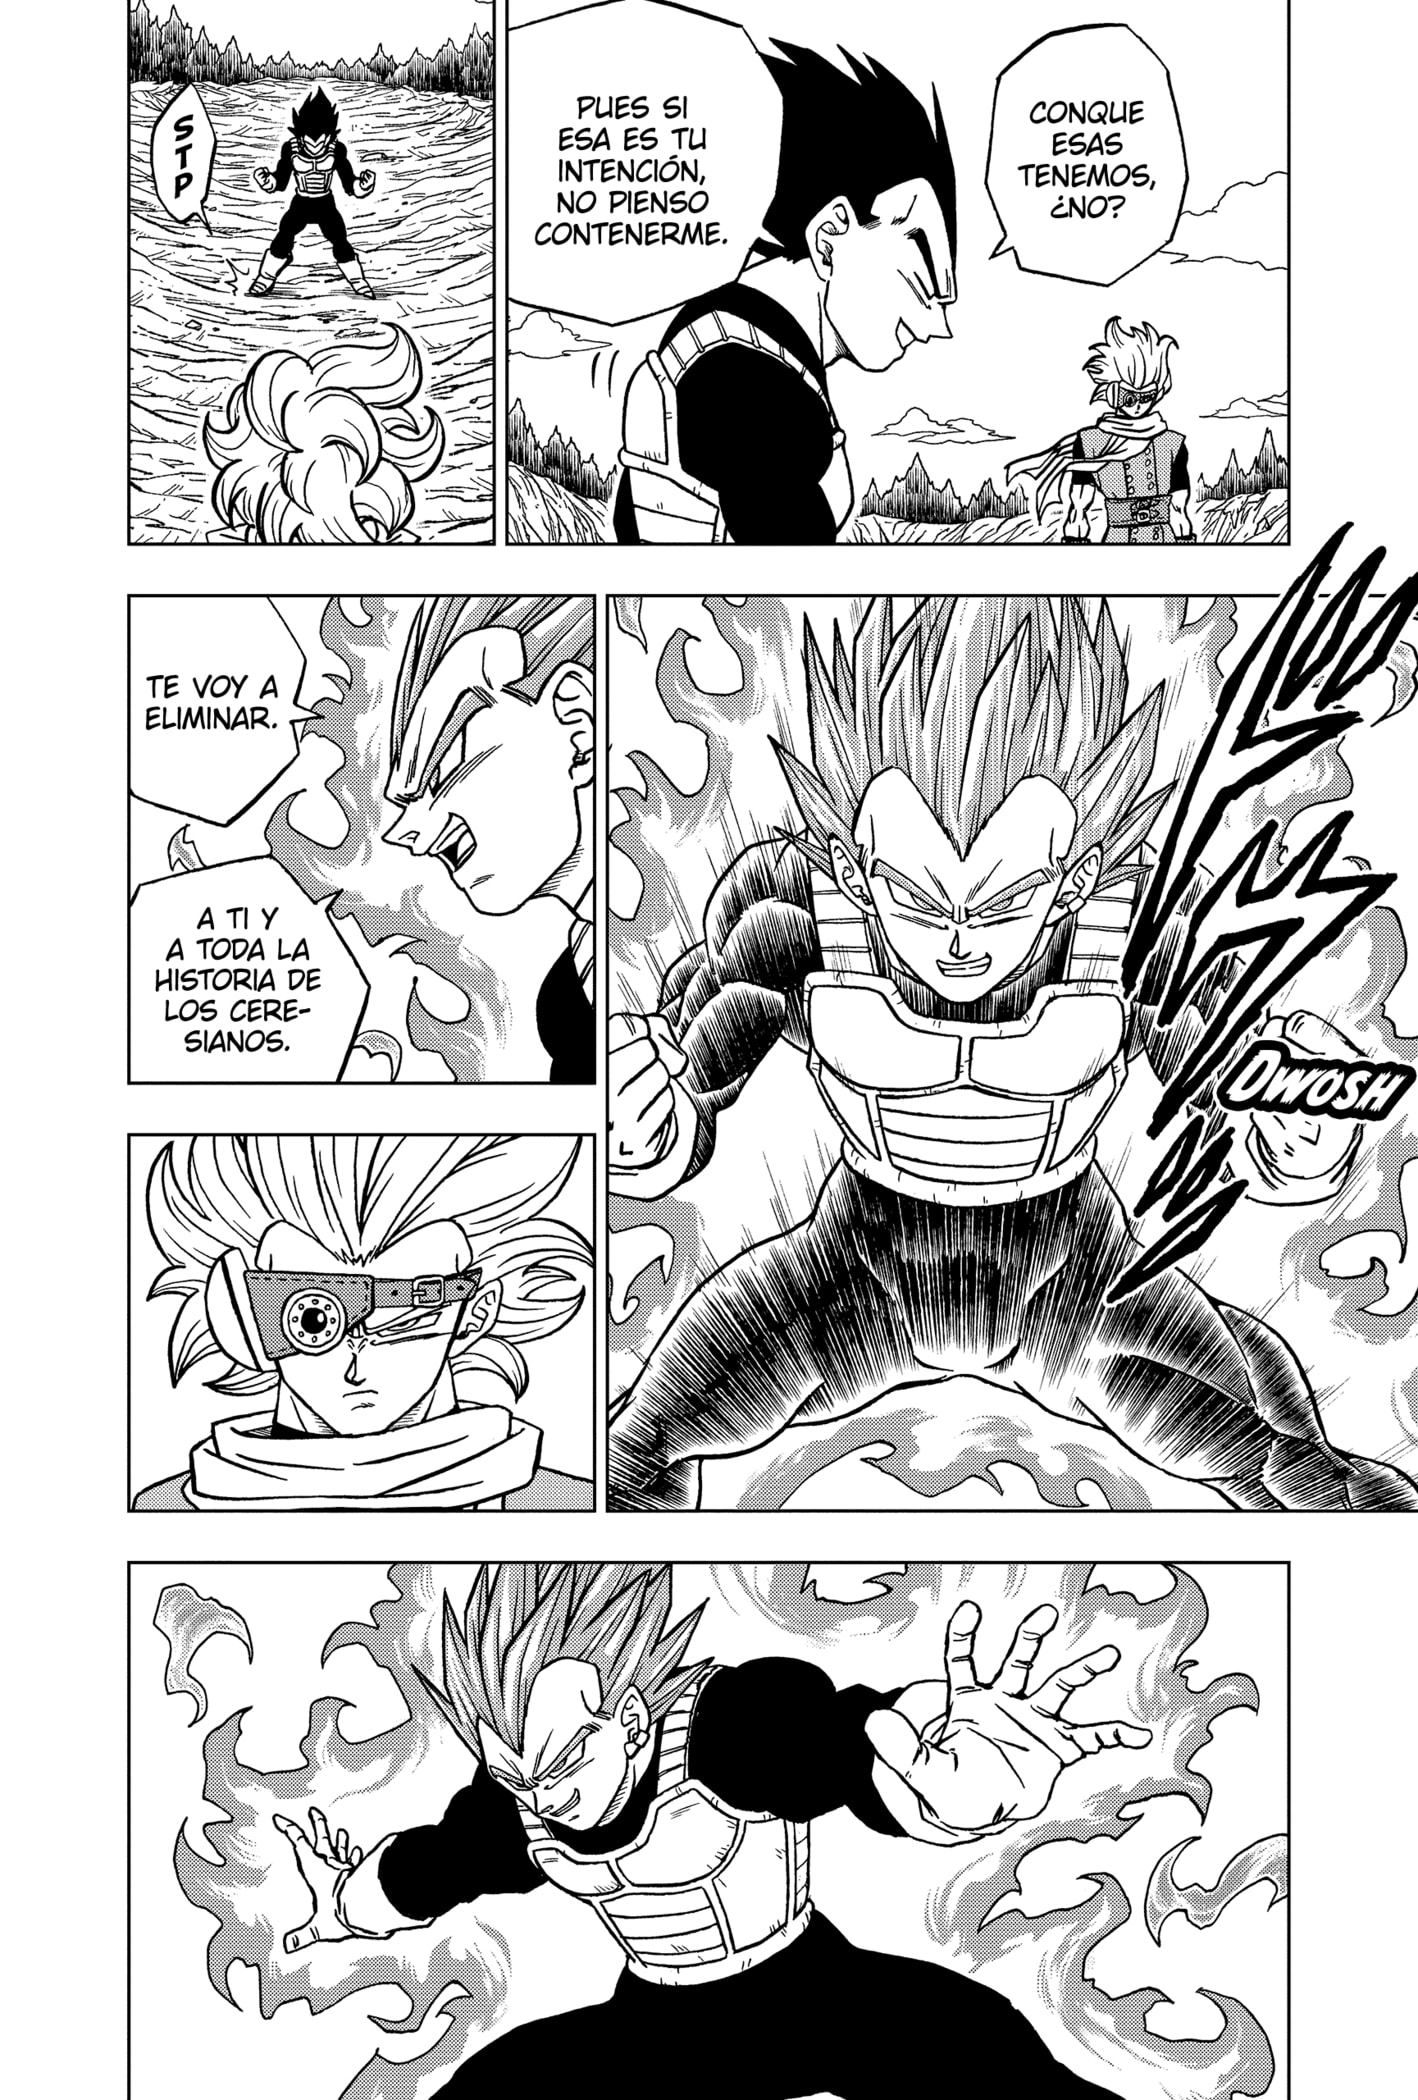 CONQUE
ESAS
TENEMOS,
¿NO?
PUES SI
ESA ES TU
INTENCIÓN,
NO PIENSO
CONTENERME.
STP
DWOSH
TE VOY A
ELIMINAR.
A TI Y
A TODA LA
HISTORIA DE
LOS CERE-
SIANOS.